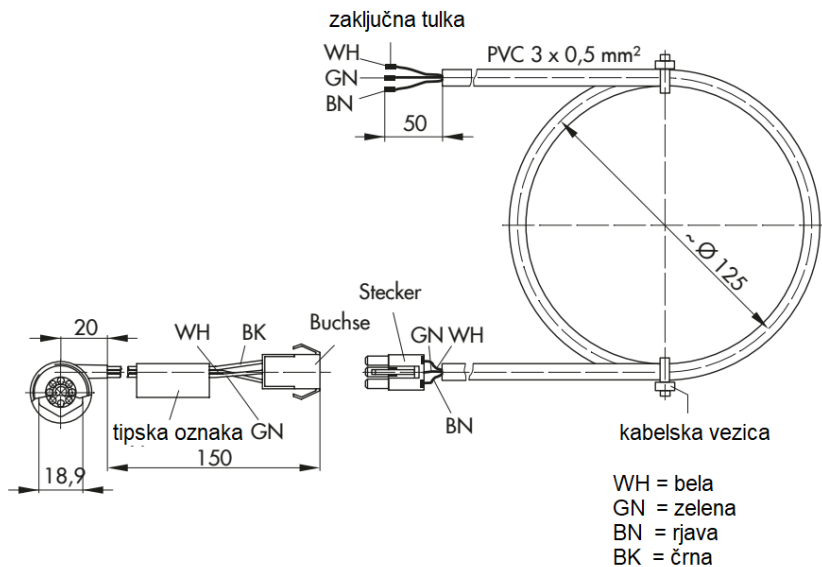 zaključna tulka
WH
PVC 3 x 0,5 mm²
GN
BN
50
~ Ø 125
Stecker
20
WH
BK
Buchse
GN WH
BN
tipska oznaka
GN
kabelska vezica
150
18,9
WH = bela
GN = zelena
BN = rjava
BK = črna